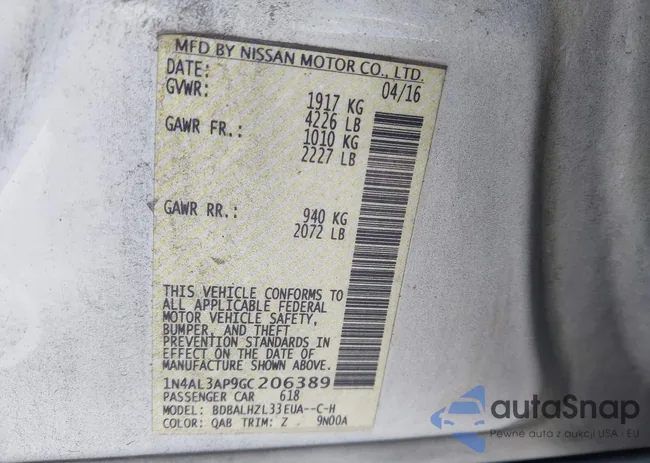 MFD BY NISSAN MOTOR CO., LTD.
DATE: 04/16
GVWR: 1917 KG
4226 LB
GAWR FR.: 1010 KG
2227 LB
GAWR RR.: 940 KG
2072 LB
THIS VEHICLE CONFORMS TO
ALL APPLICABLE FEDERAL
MOTOR VEHICLE SAFETY,
BUMPER, AND THEFT
PREVENTION STANDARDS IN
EFFECT ON THE DATE OF
MANUFACTURE SHOWN ABOVE.
1N4AL3AP9GC206389
PASSENGER CAR 618
MODEL: BDBALHZL33EUA--C-H
COLOR: QAB TRIM: Z 9N00A
autoSnap
Pewne auto z aukcji USA - EU